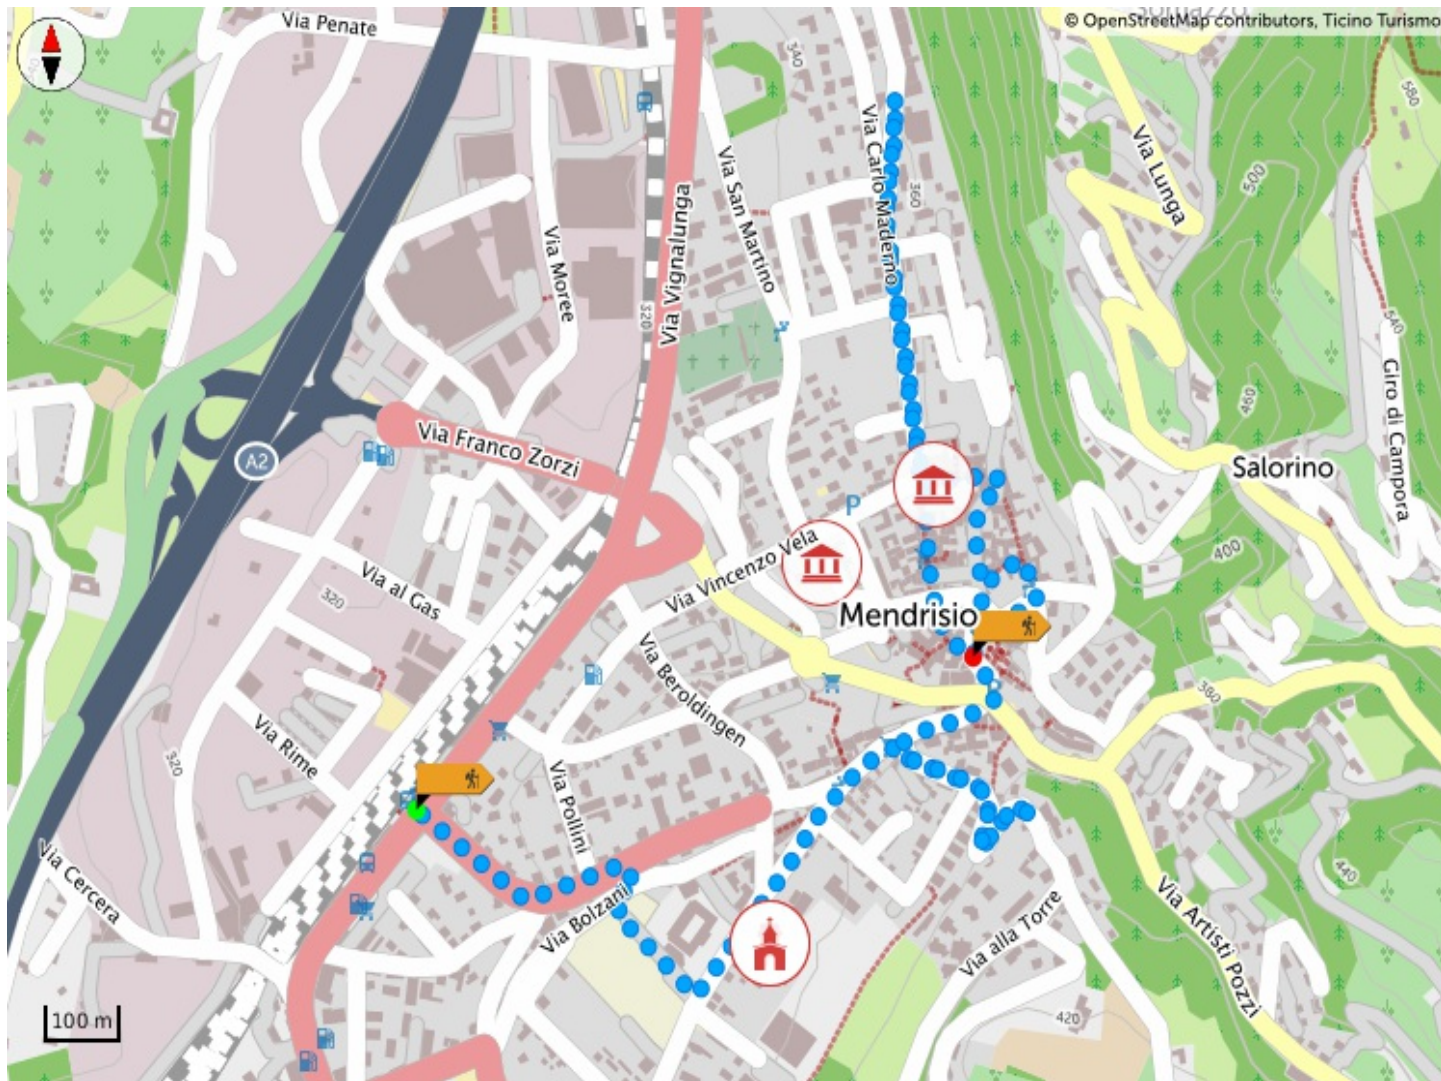 Somazzo
© OpenStreetMap contributors, Ticino Turismo
Via Penate
340
580
Via Carlo Maderno
Via Lunga
Via San Martino
500
360
Via Vignalunga
Via Moree
320
540
Giro di Campora
460
Via Franco Zorzi
A2
Salorino
P
400
Via Vincenzo Vela
Via al Gas
320
Mendrisio
Via Beroldingen
380
P
Via Rime
320
Via Pollini
Via Cercera
440
Via Bolzani
Via alla Torre
Via Artisti Pozzi
100 m
420